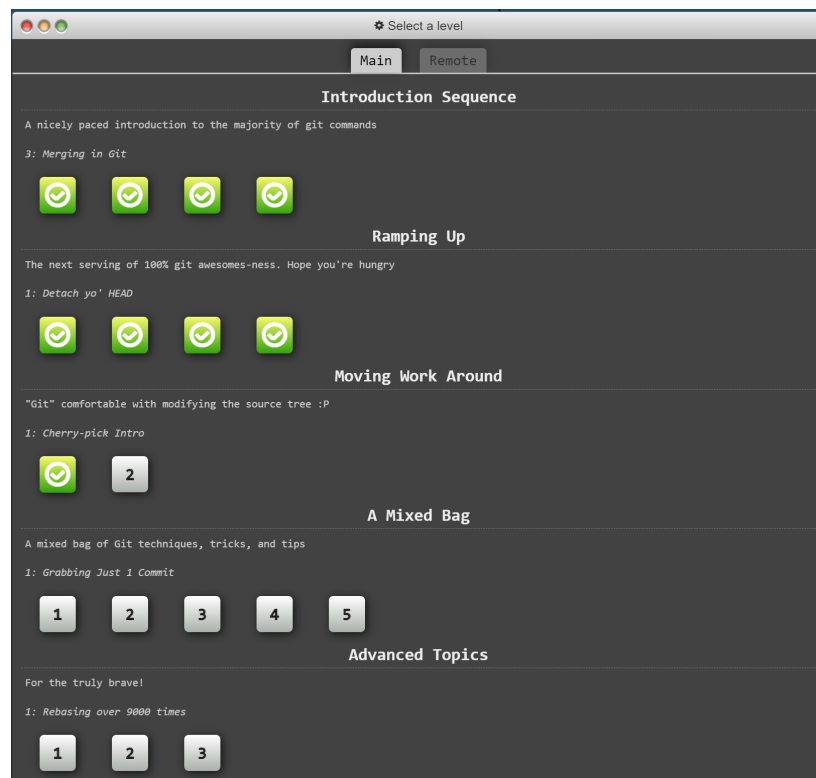 Select a level
Main Remote
Introduction Sequence
A nicely paced introduction to the majority of git commands
3: Merging in Git
Ramping Up
The next serving of 100% git awesomes-ness. Hope you're hungry
1: Detach yo' HEAD
Moving Work Around
"Git" comfortable with modifying the source tree :P
1: Cherry-pick Intro
2
A Mixed Bag
A mixed bag of Git techniques, tricks, and tips
1: Grabbing Just 1 Commit
1 2 3 4 5
Advanced Topics
For the truly brave!
1: Rebasing over 9000 times
1 2 3